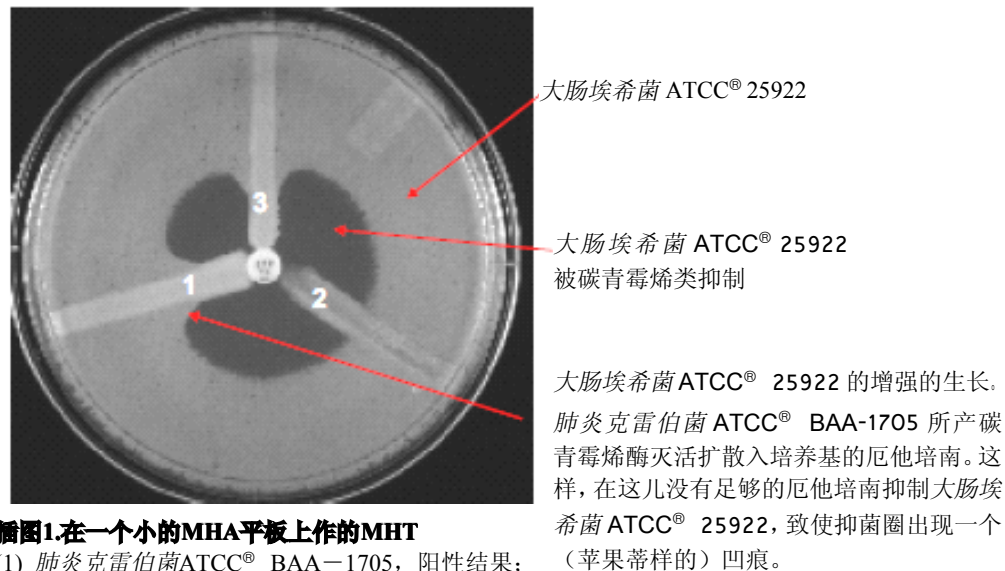 大肠埃希菌 ATCC® 25922
3
大肠埃希菌 ATCC® 25922
被碳青霉烯类抑制
1
2
大肠埃希菌 ATCC® 25922 的增强的生长。
肺炎克雷伯菌 ATCC® BAA-1705 所产碳
青霉烯酶灭活扩散入培养基的厄他培南。这
样，在这儿没有足够的厄他培南抑制大肠埃
希菌 ATCC® 25922，致使抑菌圈出现一个
（苹果蒂样的）凹痕。
插图1.在一个小的MHA平板上作的MHT
(1) 肺炎克雷伯菌ATCC® BAA－1705，阳性结果；